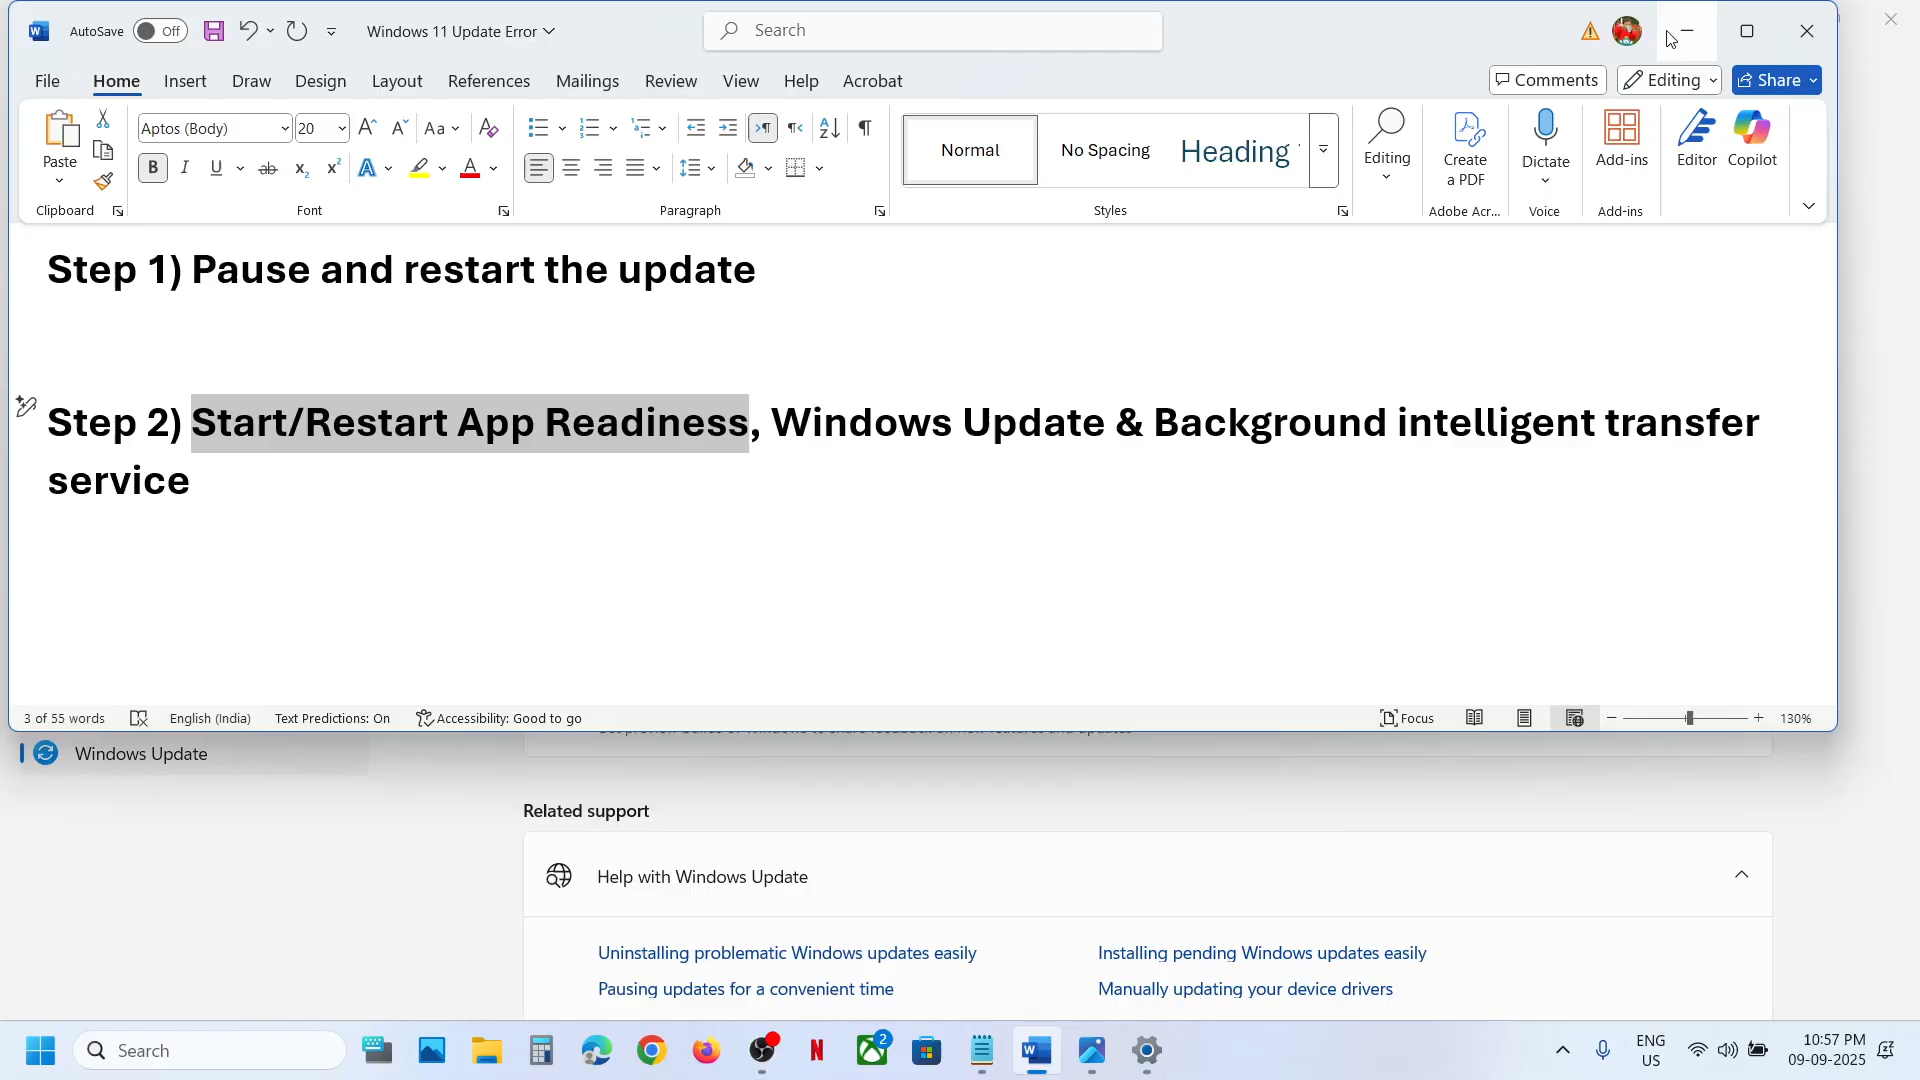 AutoSave Off Windows 11 Update Error Search
File Home Insert Draw Design Layout References Mailings Review View Help Acrobat Comments Editing Share
Paste Aptos (Body) 20 Normal No Spacing Heading Editing Create a PDF Dictate Add-ins Editor Copilot
Clipboard Font Paragraph Styles Adobe Acr... Voice Add-ins
Step 1) Pause and restart the update
Step 2) Start/Restart App Readiness, Windows Update & Background intelligent transfer
service
3 of 55 words English (India) Text Predictions: On Accessibility: Good to go Focus 130%
Windows Update
Related support
Help with Windows Update
Uninstalling problematic Windows updates easily Installing pending Windows updates easily
Pausing updates for a convenient time Manually updating your device drivers
Search 2 ENG US 10:57 PM
09-09-2025